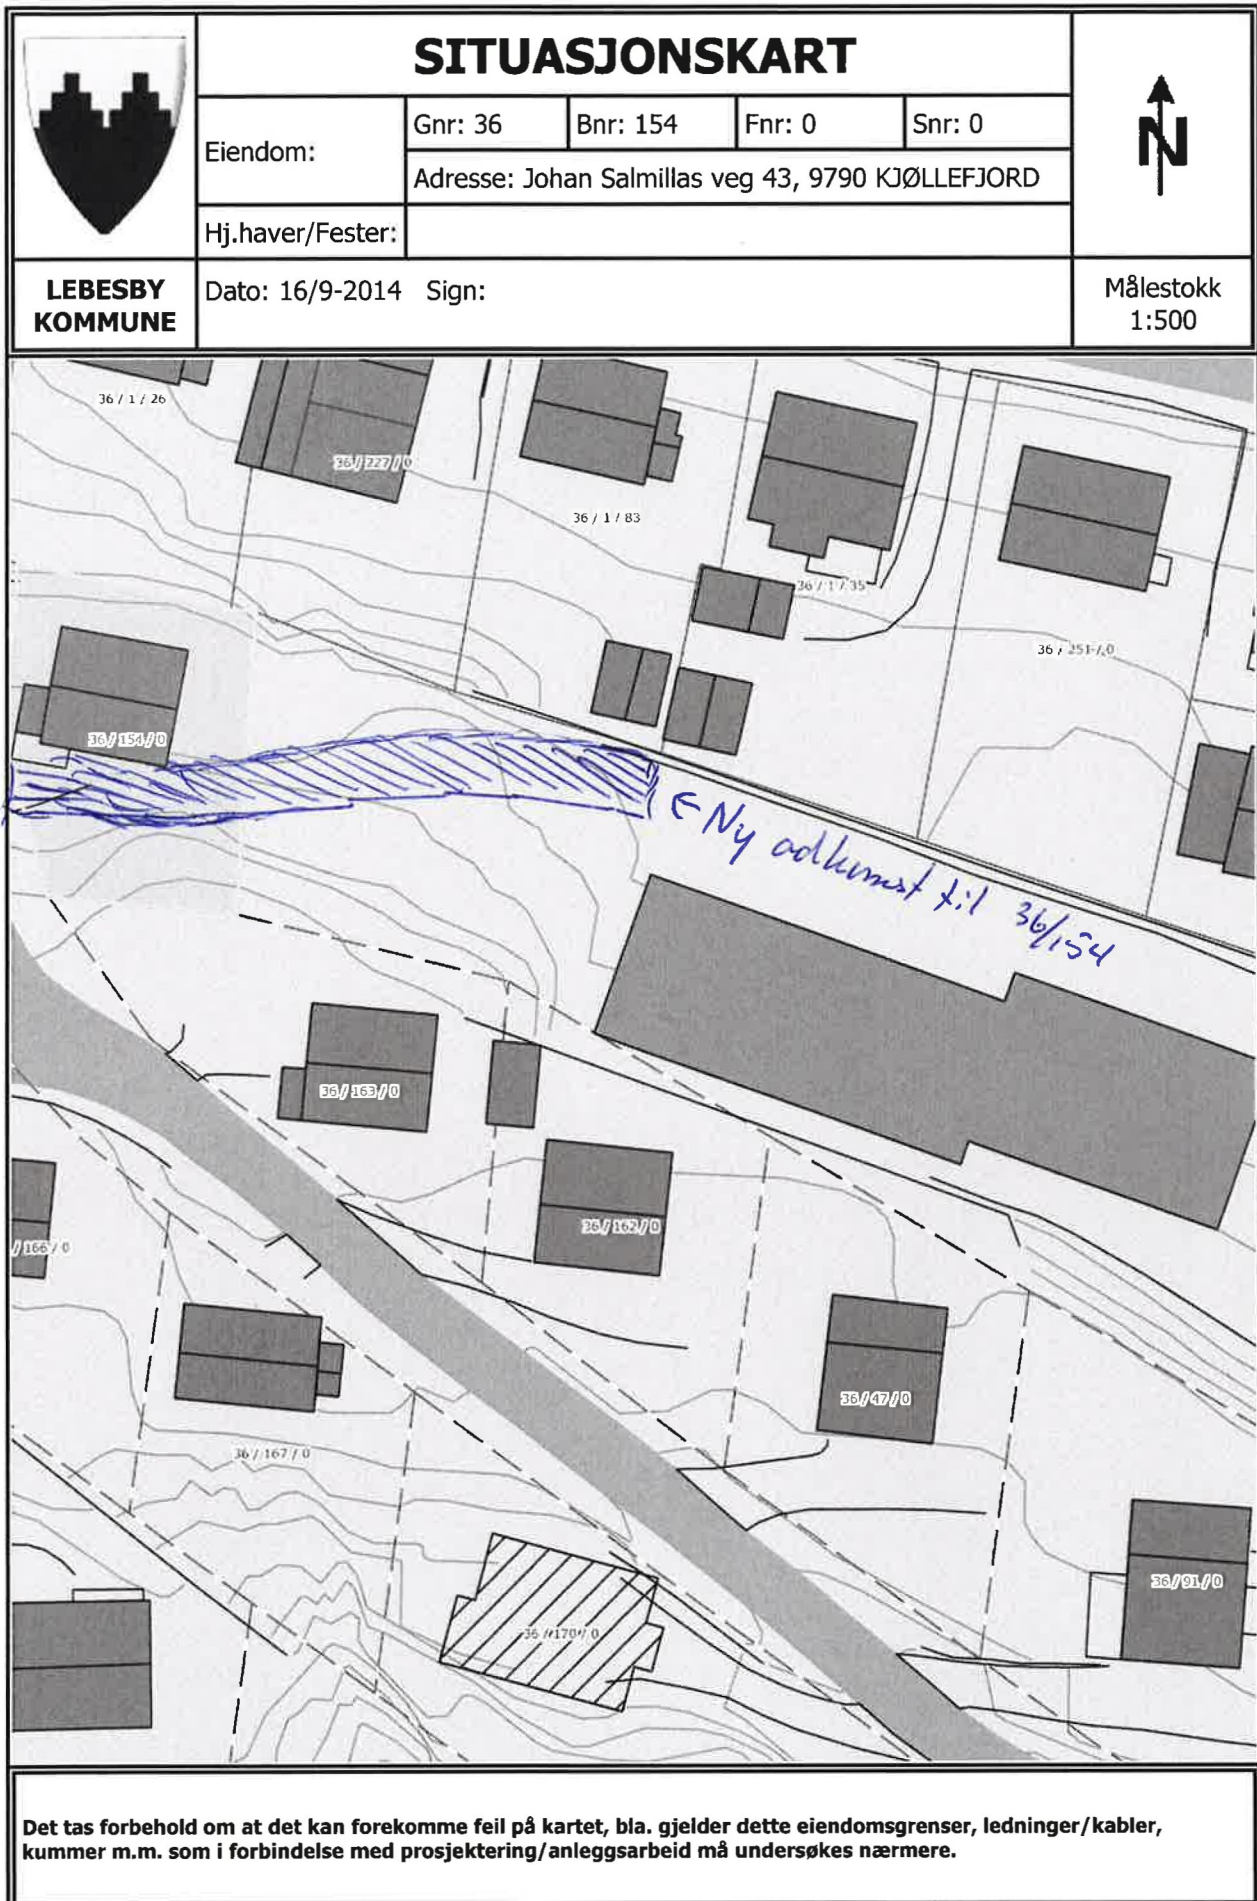 SITUASJONSKART
Eiendom:
Gnr: 36
Bnr: 154
Fnr: 0
Snr: 0
Adresse: Johan Salmillas veg 43, 9790 KJØLLEFJORD
Hj.haver/Fester:
N
LEBESBY
KOMMUNE
Dato: 16/9-2014 Sign:
Målestokk
1:500
36 / 1 / 26
36 / 227 / 0
36 / 1 / 83
36 / 1 / 35
36 / 251 / 0
36 / 154 / 0
← Ny adkomst til 36/154
36 / 163 / 0
36 / 162 / 0
/ 166 / 0
36 / 47 / 0
36 / 167 / 0
36 / 91 / 0
36 / 170 / 0
Det tas forbehold om at det kan forekomme feil på kartet, bla. gjelder dette eiendomsgrenser, ledninger/kabler,
kummer m.m. som i forbindelse med prosjektering/anleggsarbeid må undersøkes nærmere.